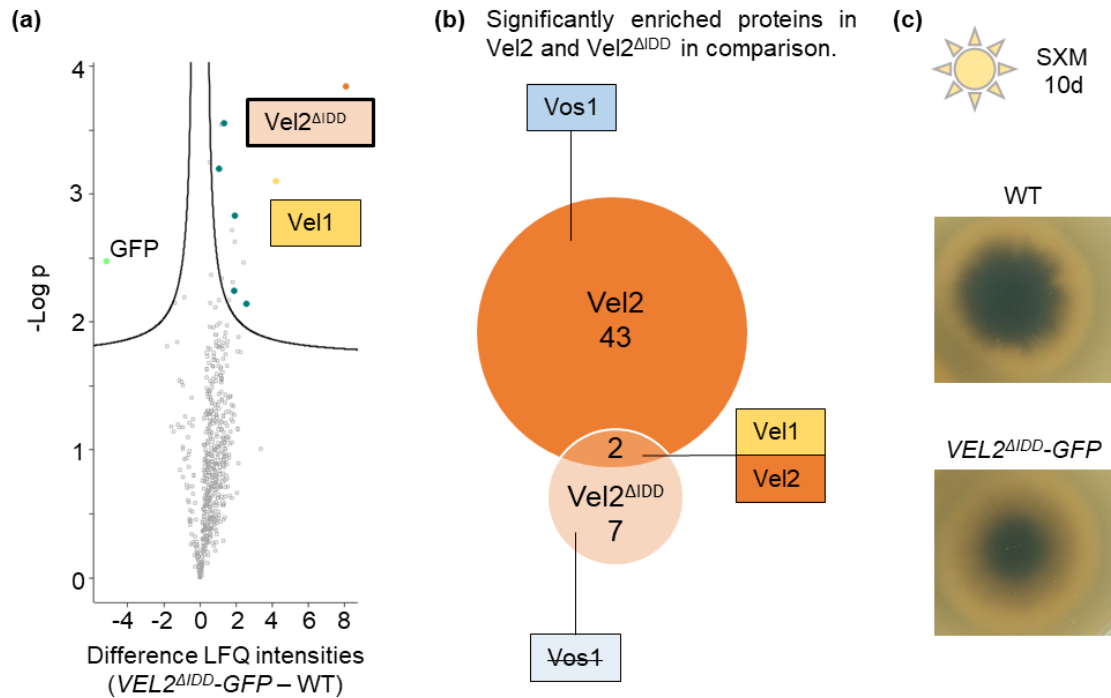 (a)
4
3
2
1
0
-Log p
Vel2ΔIDD
Vel1
GFP
-4 -2 0 2 4 6 8
Difference LFQ intensities
(VEL2ΔIDD-GFP – WT)
(b) Significantly enriched proteins in
Vel2 and Vel2ΔIDD in comparison.
Vos1
Vel2
43
2
Vel1
Vel2
Vel2ΔIDD
7
Vos1
(c)
SXM
10d
WT
VEL2ΔIDD-GFP